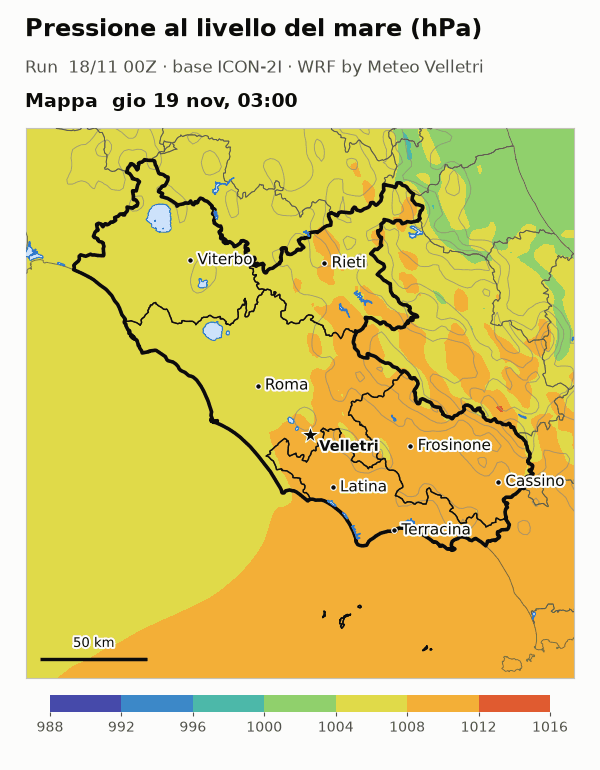 Pressione al livello del mare (hPa)
Run  18/11 00Z · base ICON-2I · WRF by Meteo Velletri
Mappa  gio 19 nov, 03:00
Viterbo
Rieti
Roma
Velletri
Frosinone
Cassino
Latina
Terracina
50 km
988 992 996 1000 1004 1008 1012 1016